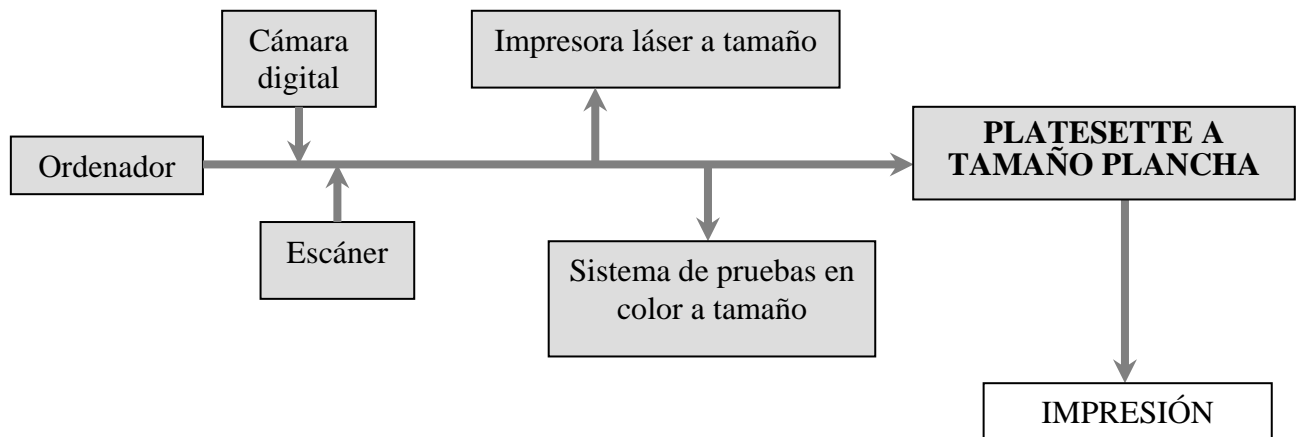 Cámara
digital
Impresora láser a tamaño
Ordenador
PLATESETTE A
TAMAÑO PLANCHA
Escáner
Sistema de pruebas en
color a tamaño
IMPRESIÓN